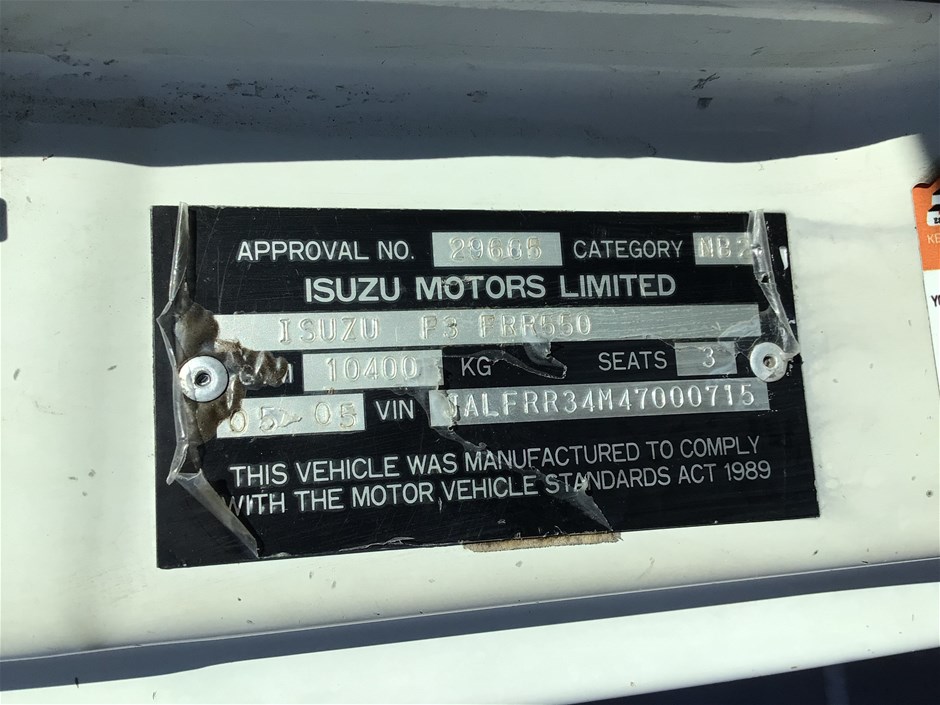 APPROVAL NO. 29665 CATEGORY NB2
ISUZU MOTORS LIMITED
ISUZU F3 FRR550
10400 KG SEATS 3
05 05 VIN JALFRR34M47000715
THIS VEHICLE WAS MANUFACTURED TO COMPLY
WITH THE MOTOR VEHICLE STANDARDS ACT 1989